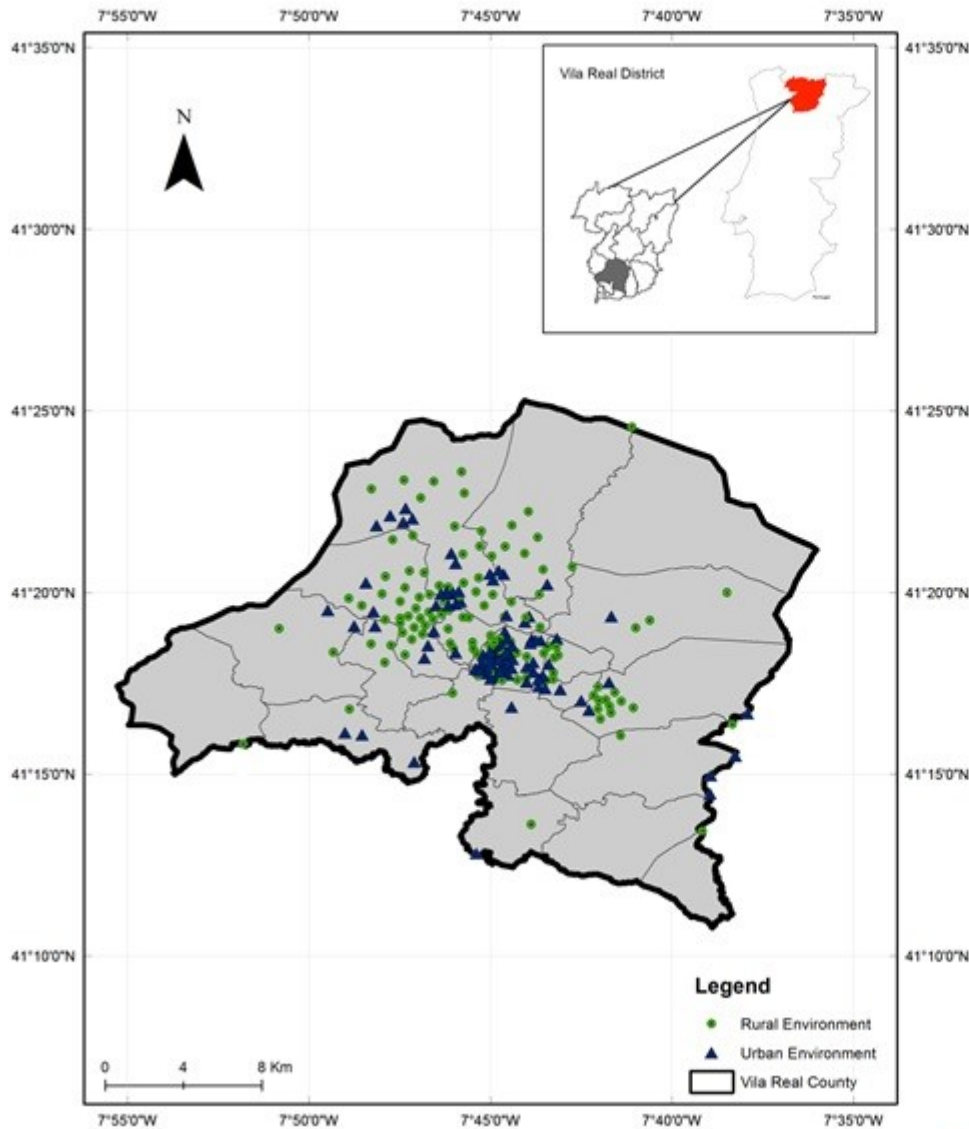 7°55'0"W 7°50'0"W 7°45'0"W 7°40'0"W 7°35'0"W
41°35'0"N 41°35'0"N
Vila Real District
N
41°30'0"N 41°30'0"N
Portugal
41°25'0"N 41°25'0"N
41°20'0"N 41°20'0"N
41°15'0"N 41°15'0"N
41°10'0"N 41°10'0"N
Legend
Rural Environment
Urban Environment
Vila Real County
0 4 8 Km
7°55'0"W 7°50'0"W 7°45'0"W 7°40'0"W 7°35'0"W